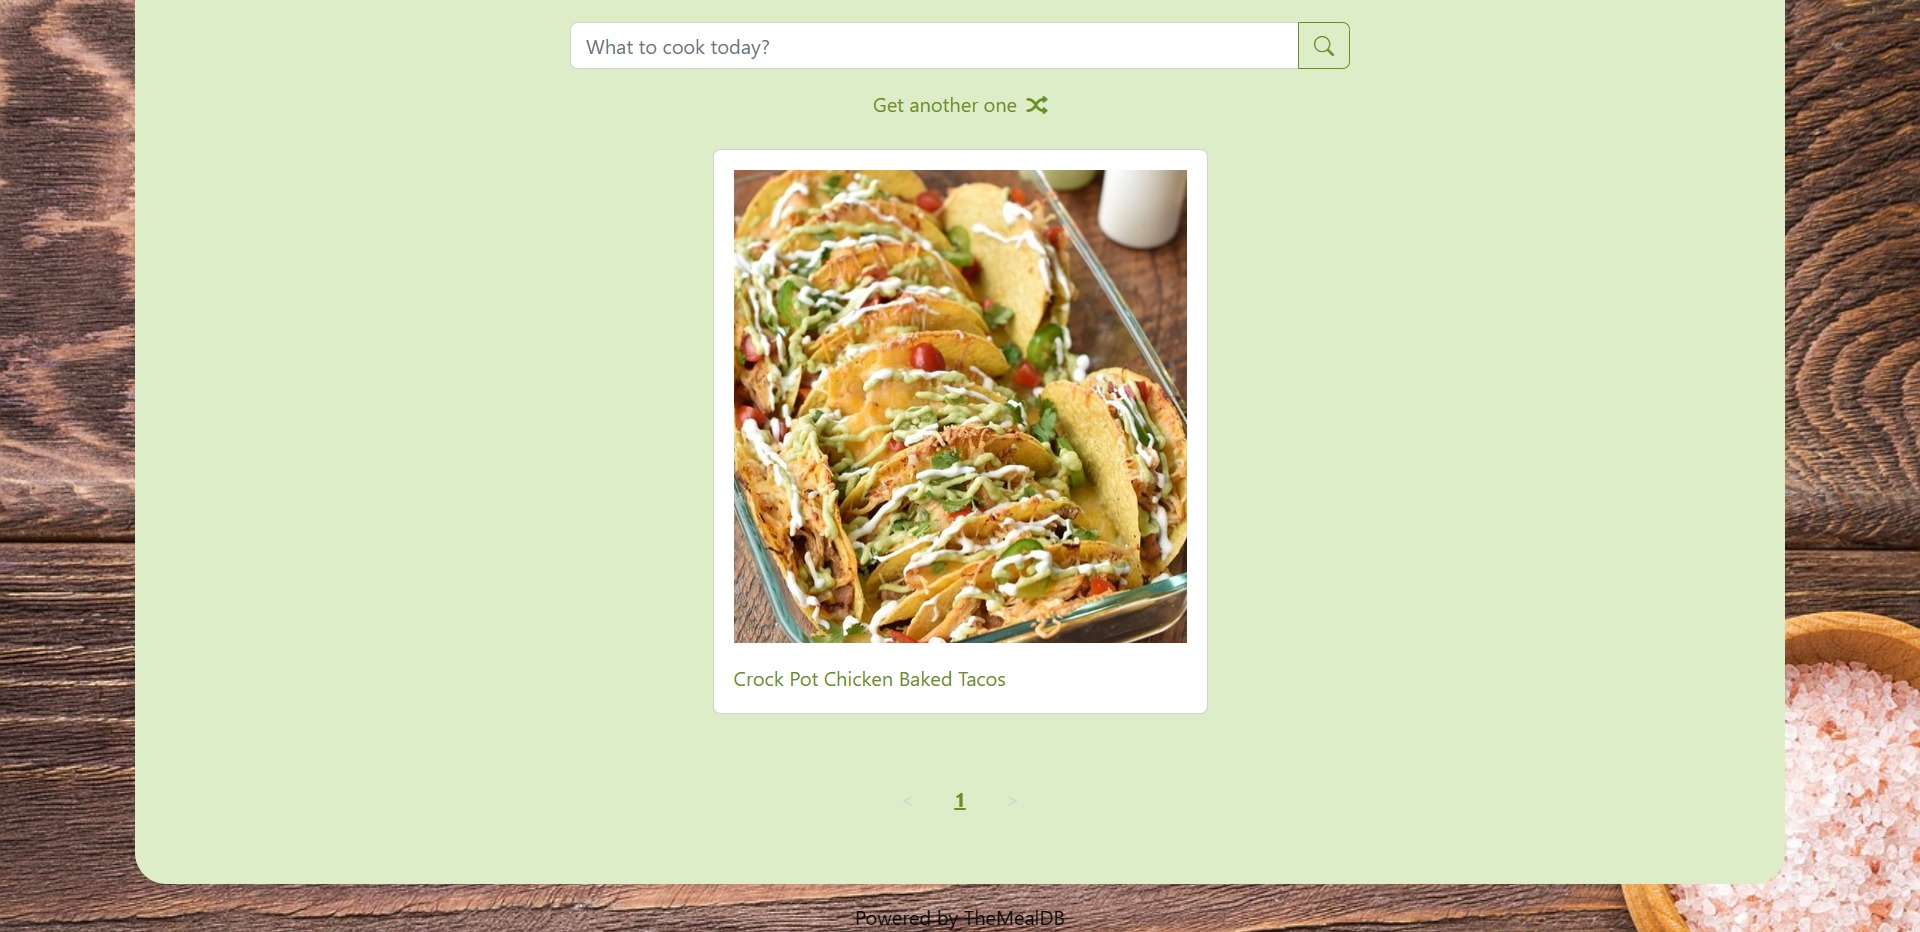 What to cook today?
Get another one
Crock Pot Chicken Baked Tacos
< 1 >
Powered by TheMealDB